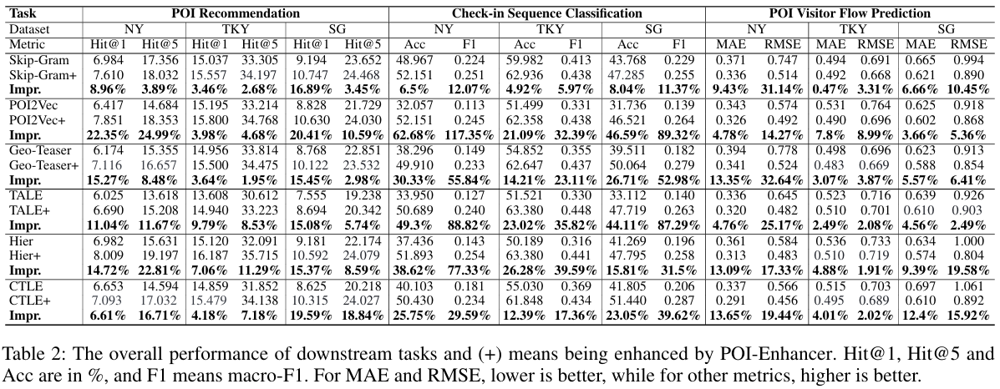 Task POI Recommendation Check-in Sequence Classification POI Visitor Flow Prediction
Dataset NY TKY SG NY TKY SG NY TKY SG
Metric Hit@1 Hit@5 Hit@1 Hit@5 Hit@1 Hit@5 Acc F1 Acc F1 Acc F1 MAE RMSE MAE RMSE MAE RMSE
Skip-Gram 6.984 17.356 15.037 33.305 9.194 23.652 48.967 0.224 59.982 0.413 43.768 0.229 0.371 0.747 0.494 0.691 0.665 0.994
Skip-Gram+ 7.610 18.032 15.557 34.197 10.747 24.468 52.151 0.251 62.936 0.438 47.285 0.255 0.336 0.514 0.492 0.668 0.621 0.890
Impr. 8.96% 3.89% 3.46% 2.68% 16.89% 3.45% 6.5% 12.07% 4.92% 5.97% 8.04% 11.37% 9.43% 31.14% 0.47% 3.31% 6.66% 10.45%
POI2Vec 6.417 14.684 15.195 33.214 8.828 21.729 32.057 0.113 51.499 0.331 31.736 0.139 0.343 0.574 0.531 0.764 0.625 0.918
POI2Vec+ 7.851 18.353 15.800 34.768 10.630 24.030 52.151 0.245 62.358 0.438 46.521 0.264 0.326 0.492 0.490 0.696 0.602 0.868
Impr. 22.35% 24.99% 3.98% 4.68% 20.41% 10.59% 62.68% 117.35% 21.09% 32.39% 46.59% 89.32% 4.78% 14.27% 7.8% 8.99% 3.66% 5.36%
Geo-Teaser 6.174 15.355 14.956 33.814 8.768 22.851 38.296 0.149 54.852 0.355 39.511 0.182 0.394 0.778 0.498 0.696 0.623 0.913
Geo-Teaser+ 7.116 16.657 15.500 34.475 10.122 23.532 49.910 0.233 62.647 0.437 50.064 0.279 0.341 0.524 0.483 0.669 0.588 0.854
Impr. 15.27% 8.48% 3.64% 1.95% 15.45% 2.98% 30.33% 55.84% 14.21% 23.11% 26.71% 52.98% 13.35% 32.64% 3.07% 3.87% 5.57% 6.41%
TALE 6.025 13.618 13.608 30.612 7.555 19.238 33.950 0.127 51.521 0.330 33.112 0.140 0.336 0.645 0.523 0.716 0.639 0.926
TALE+ 6.690 15.208 14.940 33.223 8.694 20.342 50.689 0.240 63.380 0.448 47.719 0.263 0.320 0.482 0.510 0.701 0.610 0.903
Impr. 11.04% 11.67% 9.79% 8.53% 15.08% 5.74% 49.3% 88.82% 23.02% 35.82% 44.11% 87.29% 4.76% 25.17% 2.49% 2.08% 4.56% 2.49%
Hier 6.982 15.631 15.120 32.091 9.181 22.174 37.436 0.143 50.189 0.316 41.269 0.196 0.361 0.584 0.536 0.733 0.634 1.000
Hier+ 8.009 19.197 16.187 35.715 10.592 24.079 51.893 0.254 63.380 0.441 47.795 0.258 0.313 0.483 0.510 0.719 0.574 0.804
Impr. 14.72% 22.81% 7.06% 11.29% 15.37% 8.59% 38.62% 77.33% 26.28% 39.59% 15.81% 31.5% 13.09% 17.33% 4.88% 1.91% 9.39% 19.58%
CTLE 6.653 14.594 14.859 31.852 8.625 20.218 40.103 0.181 55.030 0.369 41.805 0.206 0.337 0.566 0.515 0.703 0.697 1.061
CTLE+ 7.093 17.032 15.479 34.138 10.315 24.027 50.430 0.234 61.848 0.434 51.440 0.287 0.291 0.456 0.495 0.689 0.610 0.892
Impr. 6.61% 16.71% 4.18% 7.18% 19.59% 18.84% 25.75% 29.59% 12.39% 17.36% 23.05% 39.62% 13.65% 19.44% 4.01% 2.02% 12.4% 15.92%
Table 2: The overall performance of downstream tasks and (+) means being enhanced by POI-Enhancer. Hit@1, Hit@5 and
Acc are in %, and F1 means macro-F1. For MAE and RMSE, lower is better, while for other metrics, higher is better.